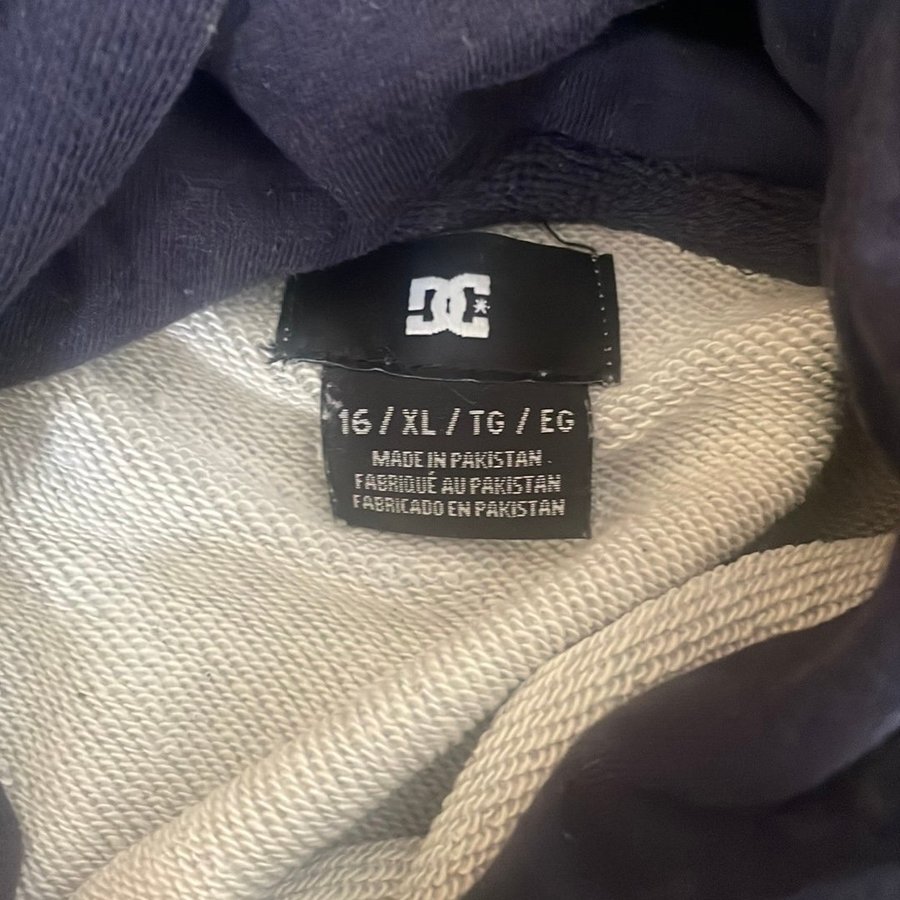 DC
16 / XL / TG / EG
MADE IN PAKISTAN
FABRIQUÉ AU PAKISTAN
FABRICADO EN PAKISTAN